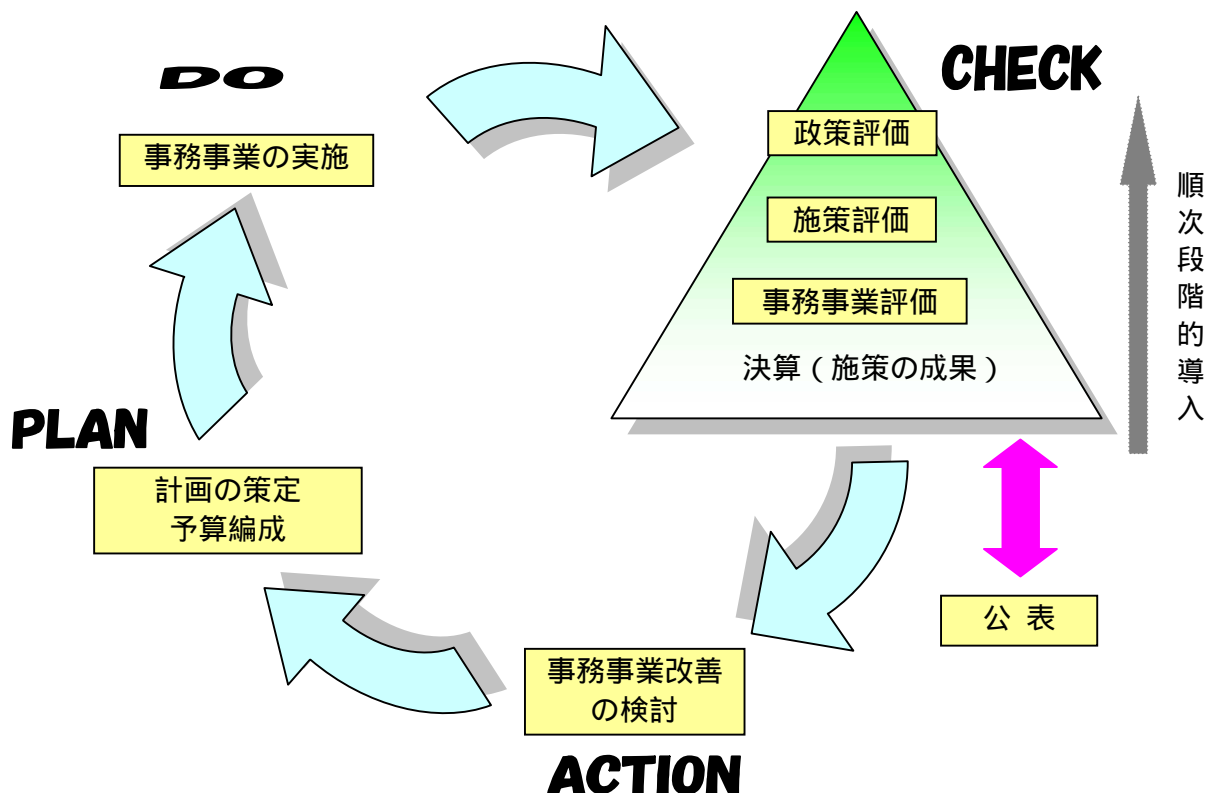 DO
事務事業の実施
CHECK
政策評価
施策評価
事務事業評価
決算(施策の成果)
順次段階的導入
PLAN
計画の策定
予算編成
公 表
事務事業改善
の検討
ACTION